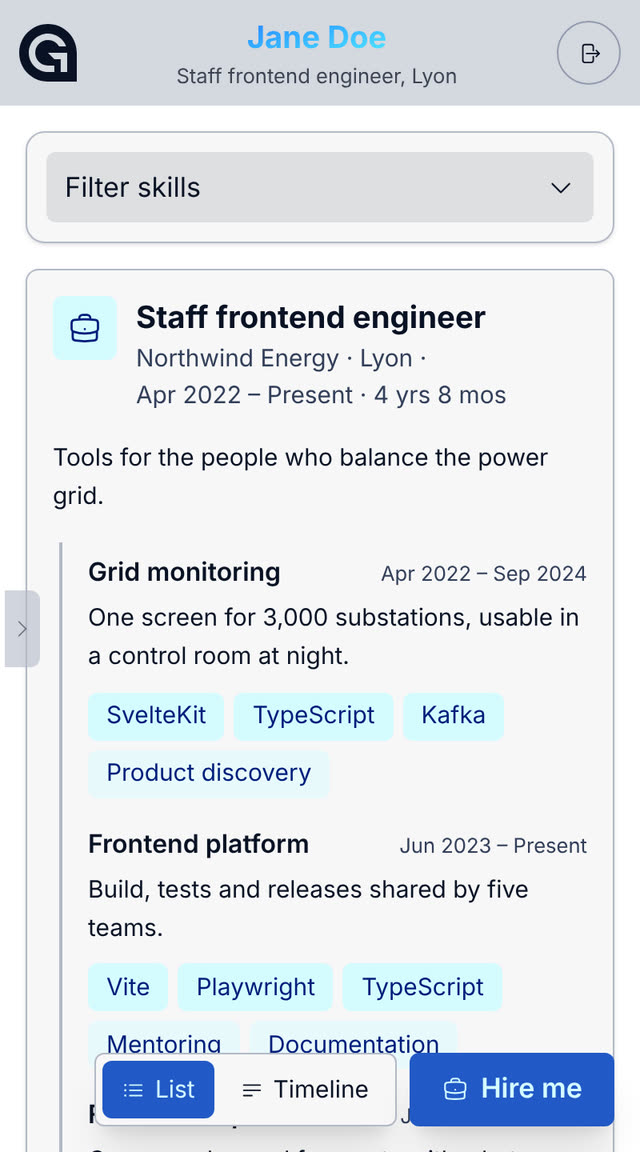 Jane Doe
Staff frontend engineer, Lyon
Filter skills
Staff frontend engineer
Northwind Energy · Lyon ·
Apr 2022 – Present · 4 yrs 8 mos
Tools for the people who balance the power
grid.
Grid monitoring Apr 2022 – Sep 2024
One screen for 3,000 substations, usable in
a control room at night.
SvelteKit TypeScript Kafka
Product discovery
Frontend platform Jun 2023 – Present
Build, tests and releases shared by five
teams.
Vite Playwright TypeScript
Mentoring Documentation
List Timeline Hire me